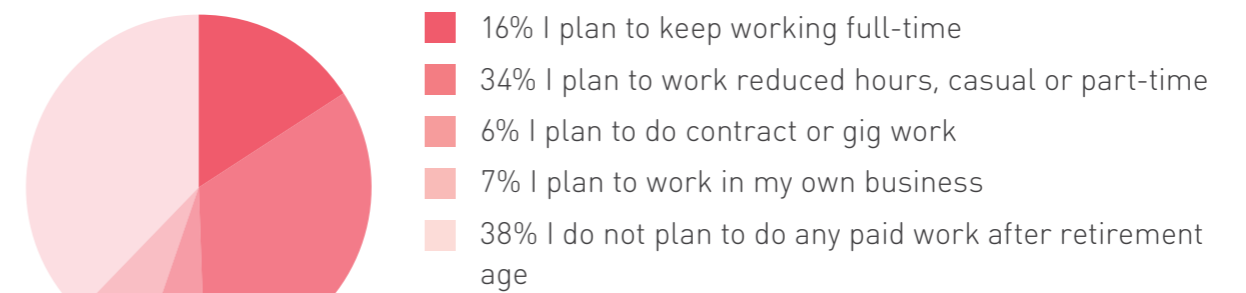 16% I plan to keep working full-time
34% I plan to work reduced hours, casual or part-time
6% I plan to do contract or gig work
7% I plan to work in my own business
38% I do not plan to do any paid work after retirement
age